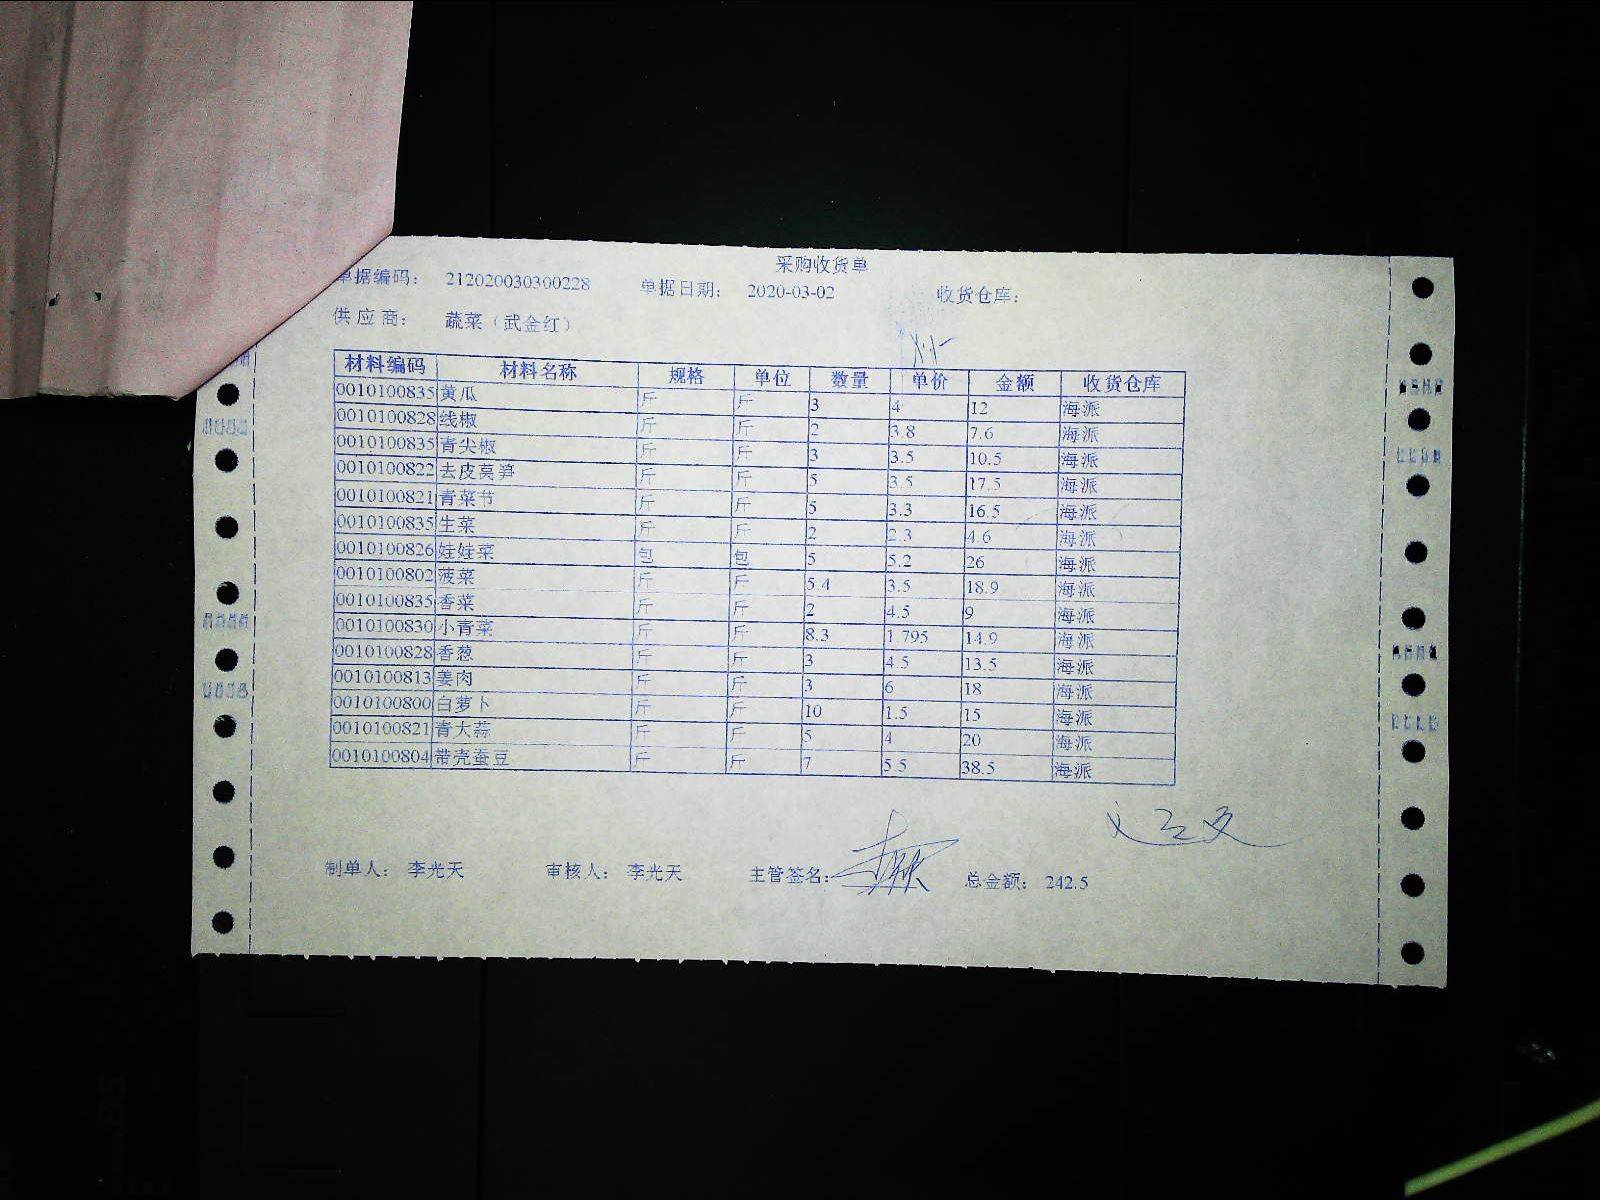 采购收货单
单据编码： 212020030300228 单据日期： 2020-03-02 收货仓库：
供应商： 蔬菜（武金红）
材料编码 材料名称 规格 单位 数量 单价 金额 收货仓库
0010100835 黄瓜 斤 斤 3 4 12 海派
0010100828 线椒 斤 斤 2 3.8 7.6 海派
0010100835 青尖椒 斤 斤 3 3.5 10.5 海派
0010100822 去皮莴笋 斤 斤 5 3.5 17.5 海派
0010100821 青菜节 斤 斤 5 3.3 16.5 海派
0010100835 生菜 斤 斤 2 2.3 4.6 海派
0010100826 娃娃菜 包 包 5 5.2 26 海派
0010100802 菠菜 斤 斤 5.4 3.5 18.9 海派
0010100835 香菜 斤 斤 2 4.5 9 海派
0010100830 小青菜 斤 斤 8.3 1.795 14.9 海派
0010100828 香葱 斤 斤 3 4.5 13.5 海派
0010100813 姜肉 斤 斤 3 6 18 海派
0010100800 白萝卜 斤 斤 10 1.5 15 海派
0010100821 青大蒜 斤 斤 5 4 20 海派
0010100804 带壳蚕豆 斤 斤 7 5.5 38.5 海派
制单人： 李光天 审核人： 李光天 主管签名： 总金额： 242.5